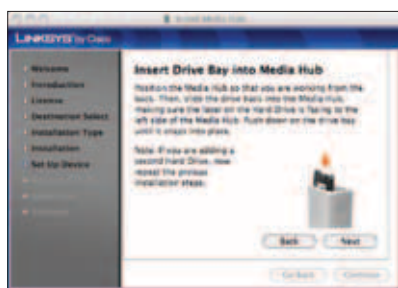 Insert Media Hub
LINKSYS by Cisco
Welcome
Introduction
License
Destination Select
Installation Type
Installation
Set Up Device
Insert Drive Bay into Media Hub
Position the Media Hub so that you are working from the
back. Then, slide the drive back into the Media Hub,
making sure the label on the Hard Drive is facing to the
left side of the Media Hub. Push down on the drive bay
until it snaps into place.
Note: If you are adding a
second Hard Drive, now
repeat the previous
installation steps.
Back
Next
Go Back
Continue